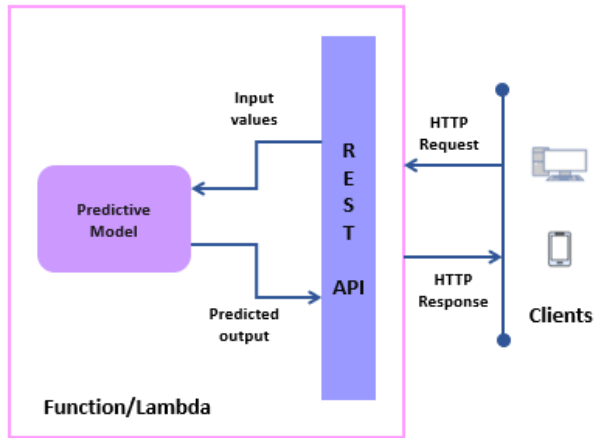 Input
values
HTTP
Request
R
E
S
T
API
Predictive
Model
HTTP
Response
Predicted
output
Clients
Function/Lambda